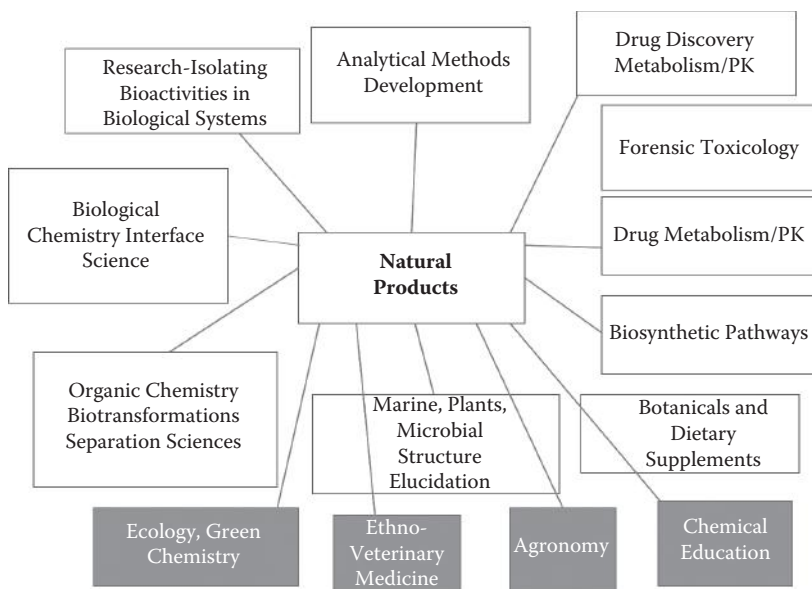 Research-Isolating
Bioactivities in
Biological Systems
Analytical Methods
Development
Drug Discovery
Metabolism/PK
Forensic Toxicology
Biological
Chemistry Interface
Science
Natural
Products
Drug Metabolism/PK
Biosynthetic Pathways
Organic Chemistry
Biotransformations
Separation Sciences
Marine, Plants,
Microbial
Structure
Elucidation
Botanicals and
Dietary
Supplements
Ecology, Green
Chemistry
Ethno-
Veterinary
Medicine
Agronomy
Chemical
Education